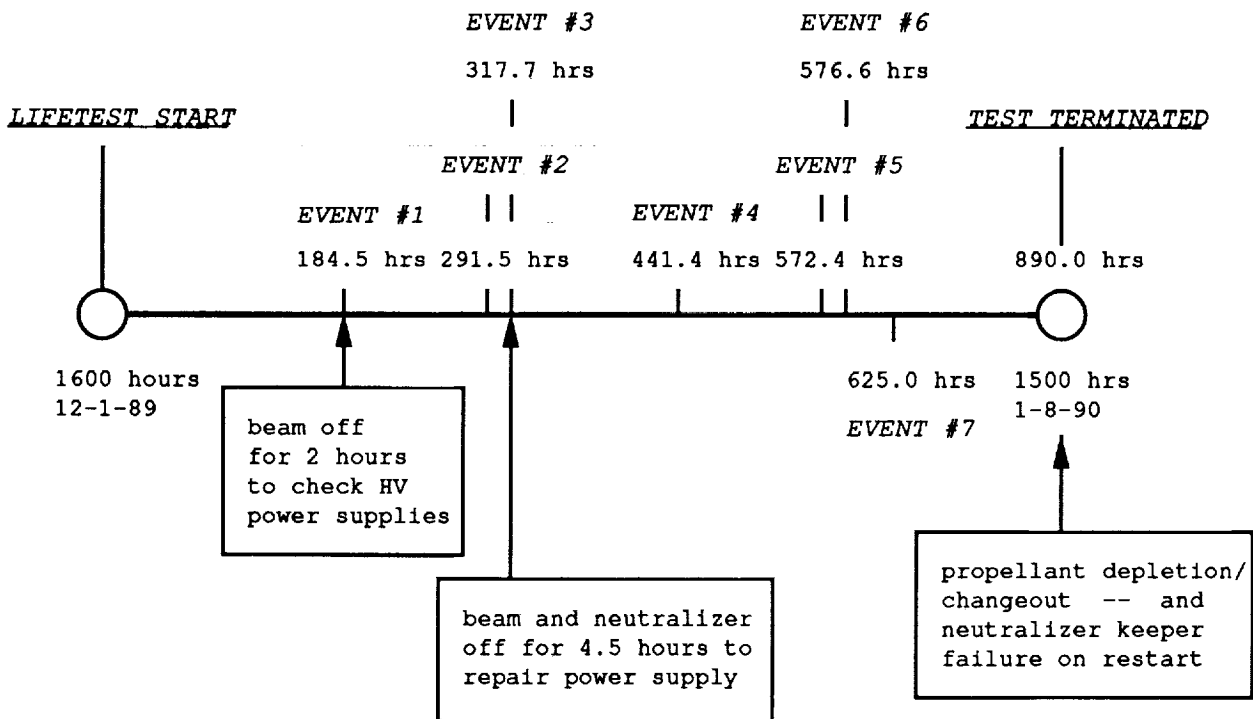 EVENT #3
EVENT #6
317.7 hrs
576.6 hrs
LIFETEST START
TEST TERMINATED
EVENT #2
EVENT #5
EVENT #1
EVENT #4
184.5 hrs
291.5 hrs
441.4 hrs
572.4 hrs
890.0 hrs
1600 hours
12-1-89
625.0 hrs
EVENT #7
1500 hrs
1-8-90
beam off
for 2 hours
to check HV
power supplies
beam and neutralizer
off for 4.5 hours to
repair power supply
propellant depletion/
changeout -- and
neutralizer keeper
failure on restart